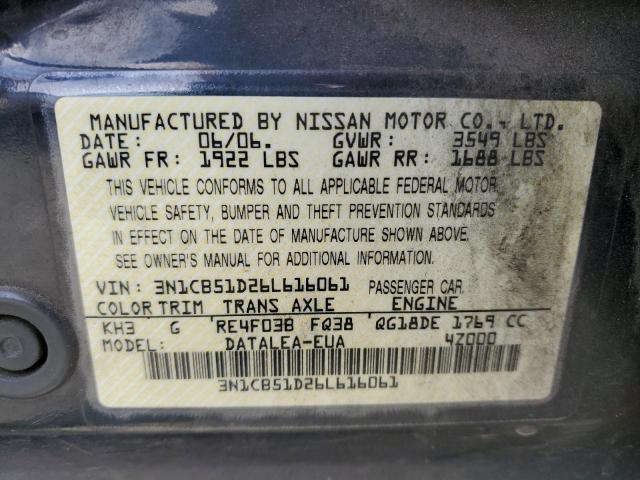 MANUFACTURED BY NISSAN MOTOR CO., LTD.
DATE: 06/06. GVWR: 3549 LBS
GAWR FR: 1922 LBS GAWR RR: 1688 LBS
THIS VEHICLE CONFORMS TO ALL APPLICABLE FEDERAL MOTOR
VEHICLE SAFETY, BUMPER AND THEFT PREVENTION STANDARDS
IN EFFECT ON THE DATE OF MANUFACTURE SHOWN ABOVE.
SEE OWNER'S MANUAL FOR ADDITIONAL INFORMATION.
VIN: 3N1CB51D26L616061 PASSENGER CAR.
COLOR TRIM TRANS AXLE ENGINE
KH3 G RE4F03B FQ38 QG18DE 1769 CC
MODEL: DATALEA-EUA 4Z000
3N1CB51D26L616061